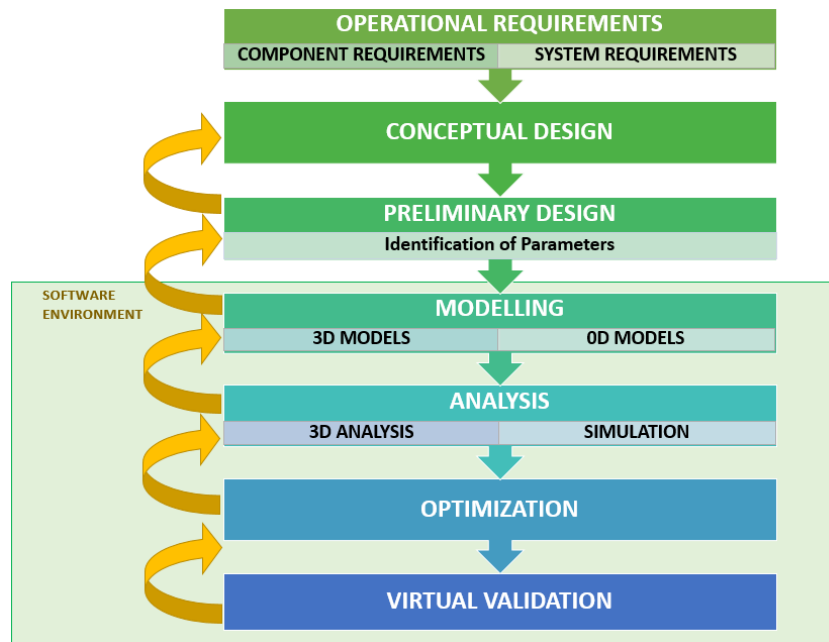 OPERATIONAL REQUIREMENTS
COMPONENT REQUIREMENTS
SYSTEM REQUIREMENTS
CONCEPTUAL DESIGN
PRELIMINARY DESIGN
Identification of Parameters
SOFTWARE
ENVIRONMENT
MODELLING
3D MODELS
0D MODELS
ANALYSIS
3D ANALYSIS
SIMULATION
OPTIMIZATION
VIRTUAL VALIDATION